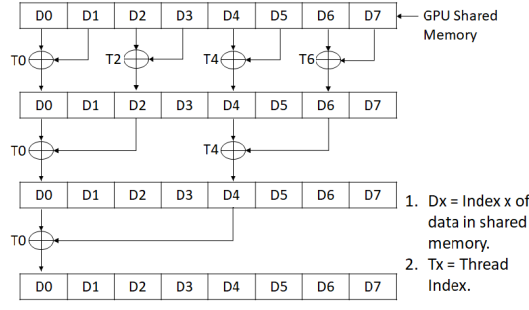 D0 D1 D2 D3 D4 D5 D6 D7
GPU Shared
Memory
T0 T2 T4 T6
D0 D1 D2 D3 D4 D5 D6 D7
T0 T4
D0 D1 D2 D3 D4 D5 D6 D7
T0
D0 D1 D2 D3 D4 D5 D6 D7
1. Dx = Index x of
data in shared
memory.
2. Tx = Thread
Index.